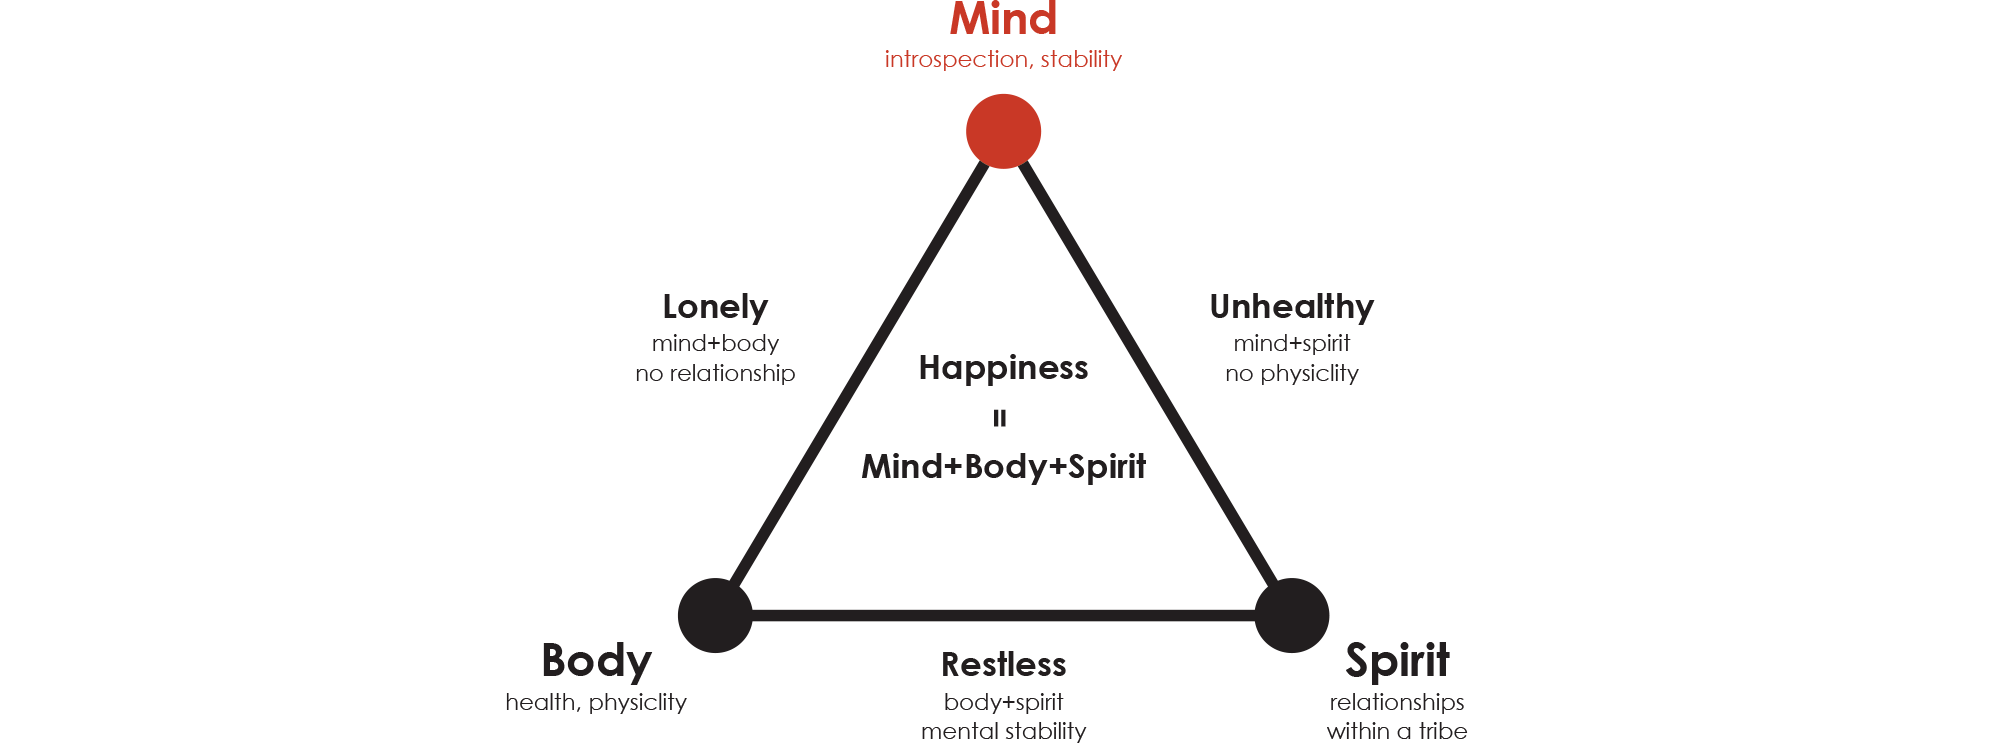 Mind
introspection, stability
Lonely
mind+body
no relationship
Unhealthy
mind+spirit
no physiclity
Happiness
=
Mind+Body+Spirit
Body
health, physiclity
Restless
body+spirit
mental stability
Spirit
relationships
within a tribe